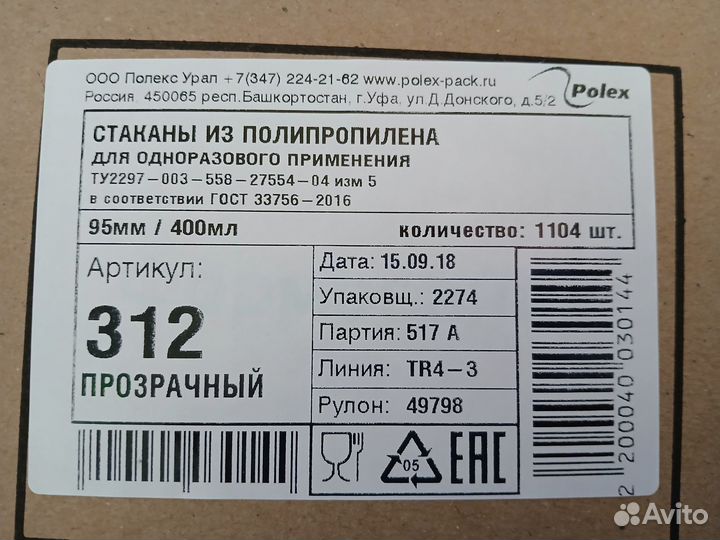 ООО Полекс Урал +7(347) 224-21-62 www.polex-pack.ru
Россия, 450065 респ.Башкортостан, г.Уфа, ул.Д.Донского, д.5/2
Polex
СТАКАНЫ ИЗ ПОЛИПРОПИЛЕНА
ДЛЯ ОДНОРАЗОВОГО ПРИМЕНЕНИЯ
ТУ2297-003-558-27554-04 изм 5
в соответствии ГОСТ 33756-2016
95мм / 400мл
количество: 1104 шт.
Артикул:
312
ПРОЗРАЧНЫЙ
Дата: 15.09.18
Упаковщ.: 2274
Партия: 517 А
Линия: TR4-3
Рулон: 49798
05
EAC
2 200040 030144
Avito